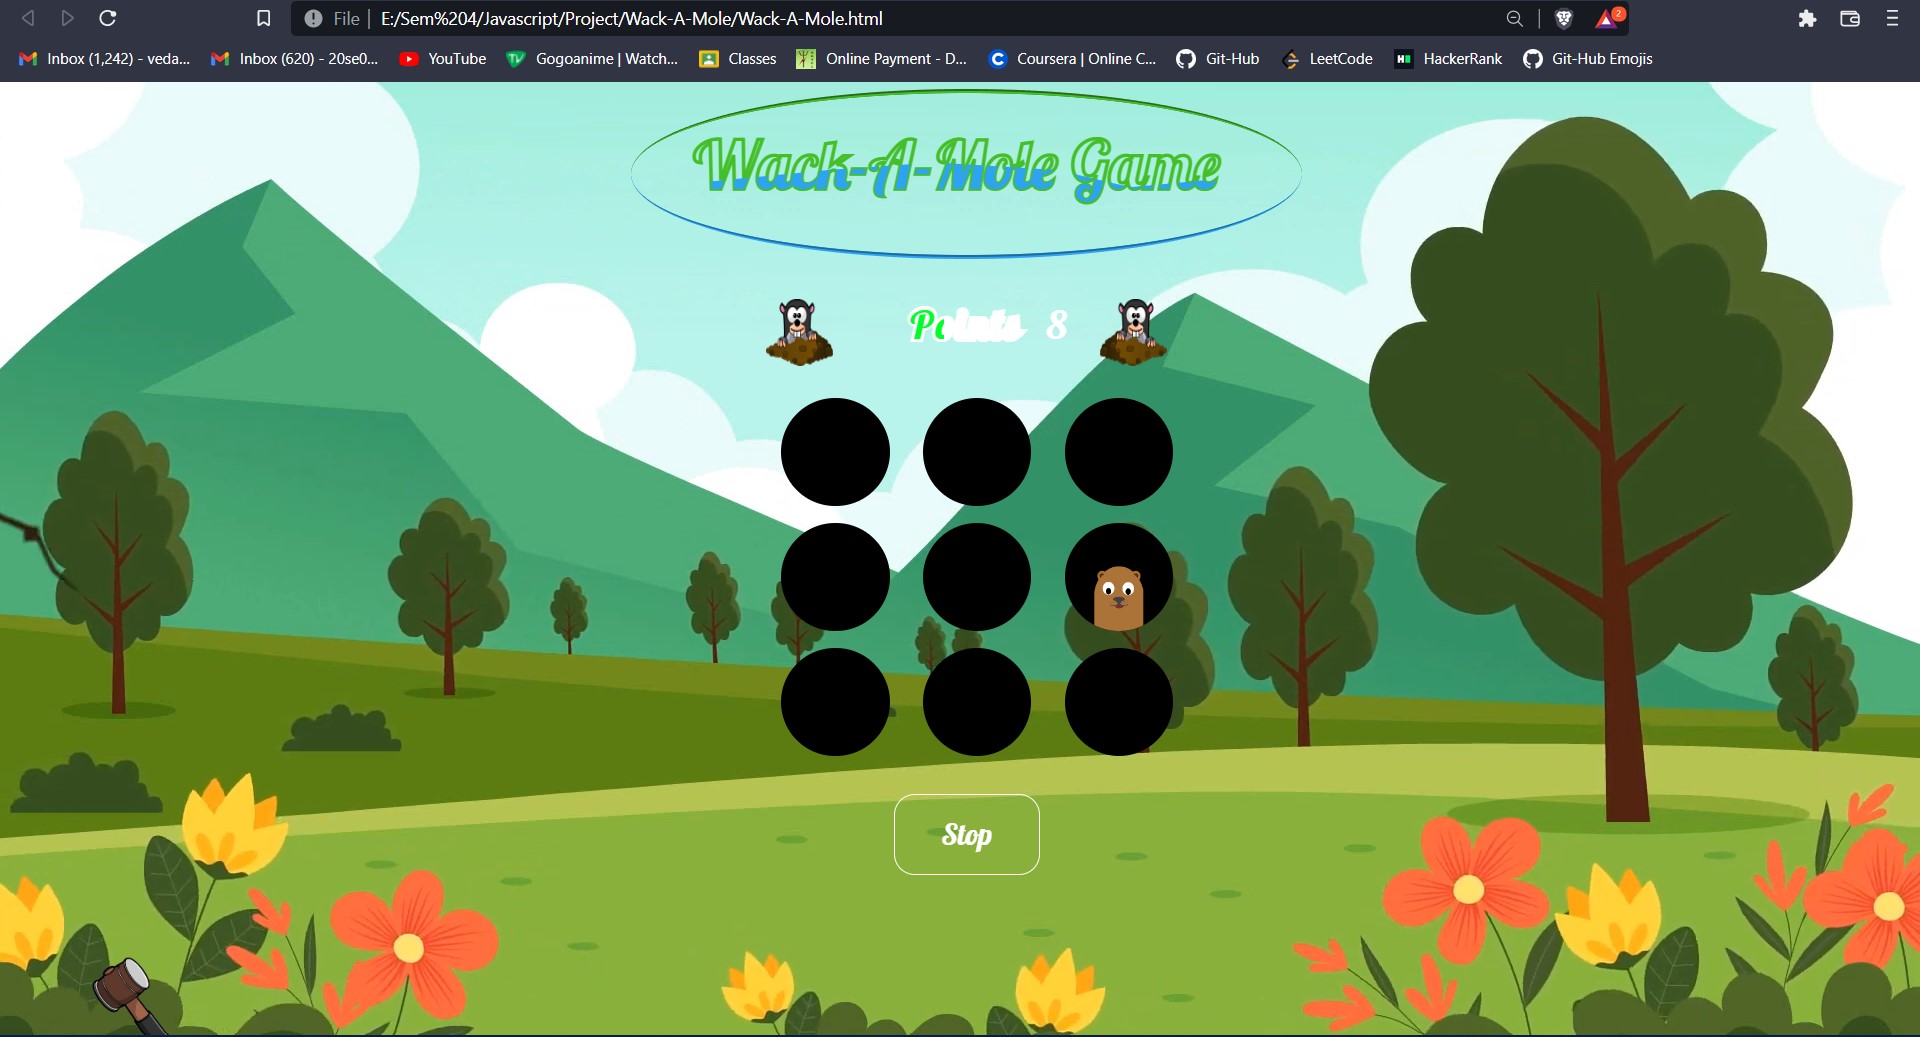 File | E:/Sem%204/Javascript/Project/Wack-A-Mole/Wack-A-Mole.html 2
Inbox (1,242) - veda... Inbox (620) - 20se0... YouTube Gogoanime | Watch... Classes Online Payment - D... Coursera | Online C... Git-Hub LeetCode HackerRank Git-Hub Emojis
Wack-A-Mole Game
Points 8
Stop